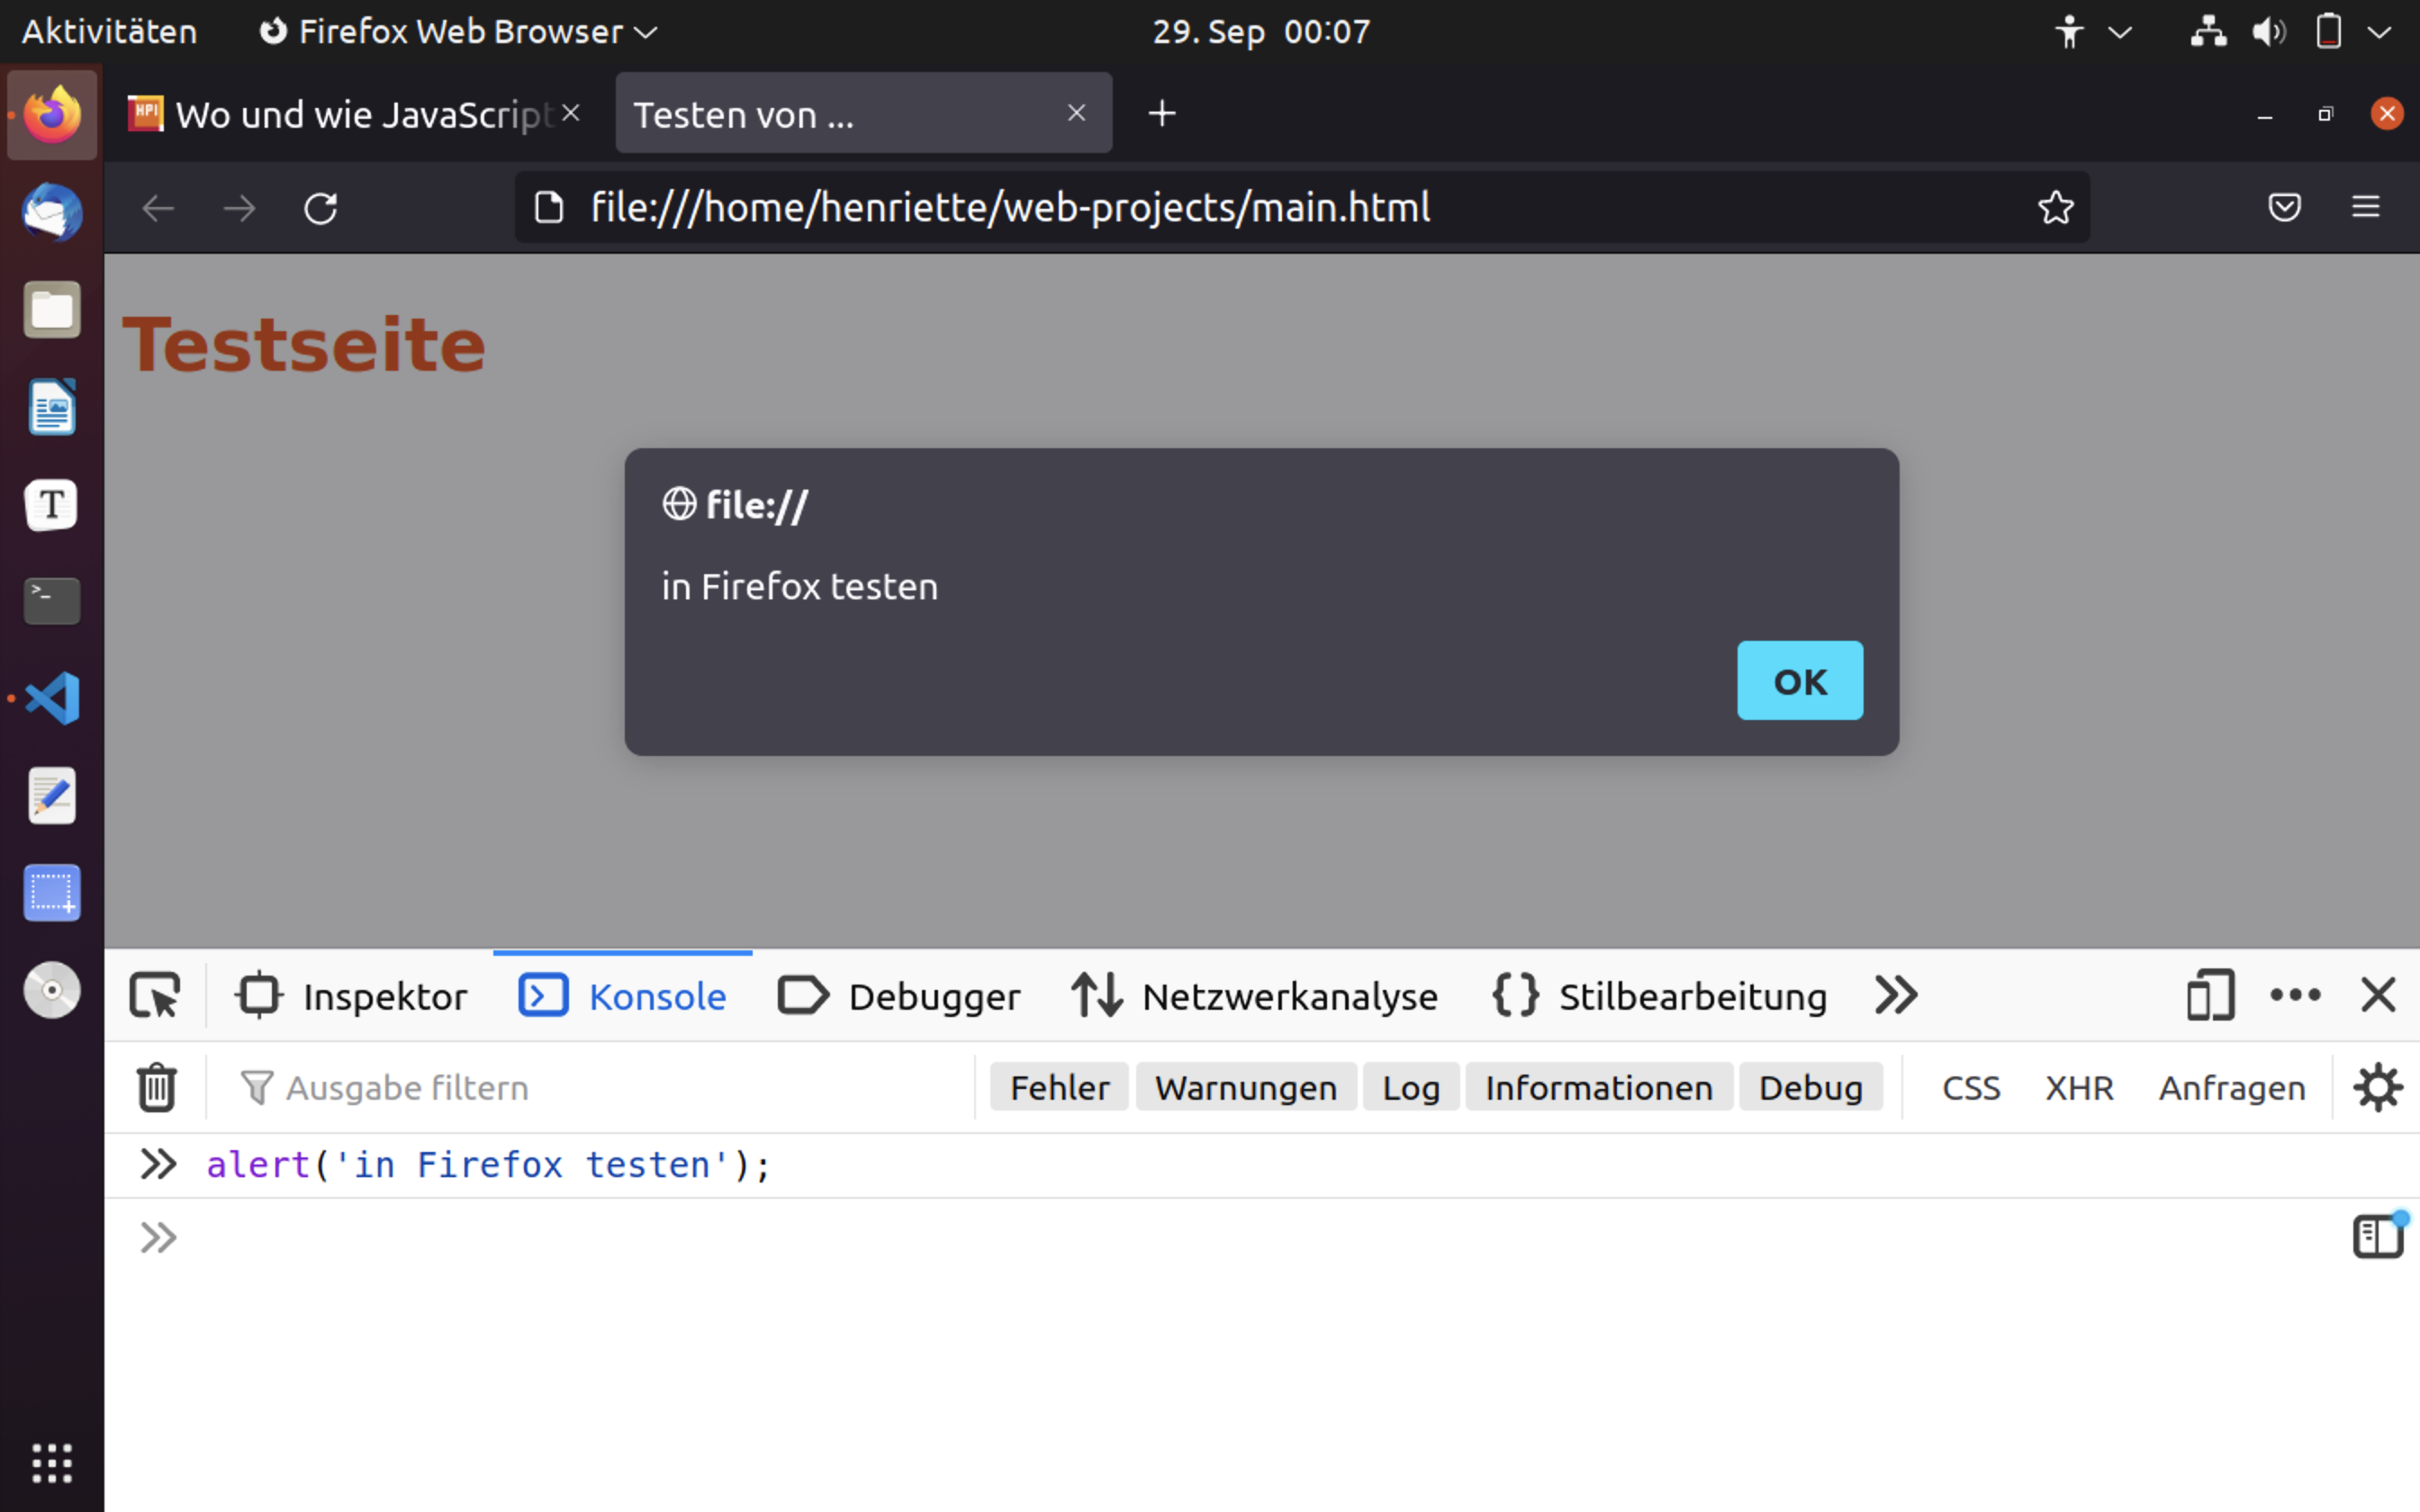 Aktivitäten Firefox Web Browser 29. Sep 00:07
HPI Wo und wie JavaScript Testen von ...
file:///home/henriette/web-projects/main.html
Testseite
file://
in Firefox testen
OK
Inspektor Konsole Debugger Netzwerkanalyse {} Stilbearbeitung
Ausgabe filtern Fehler Warnungen Log Informationen Debug CSS XHR Anfragen
alert('in Firefox testen');